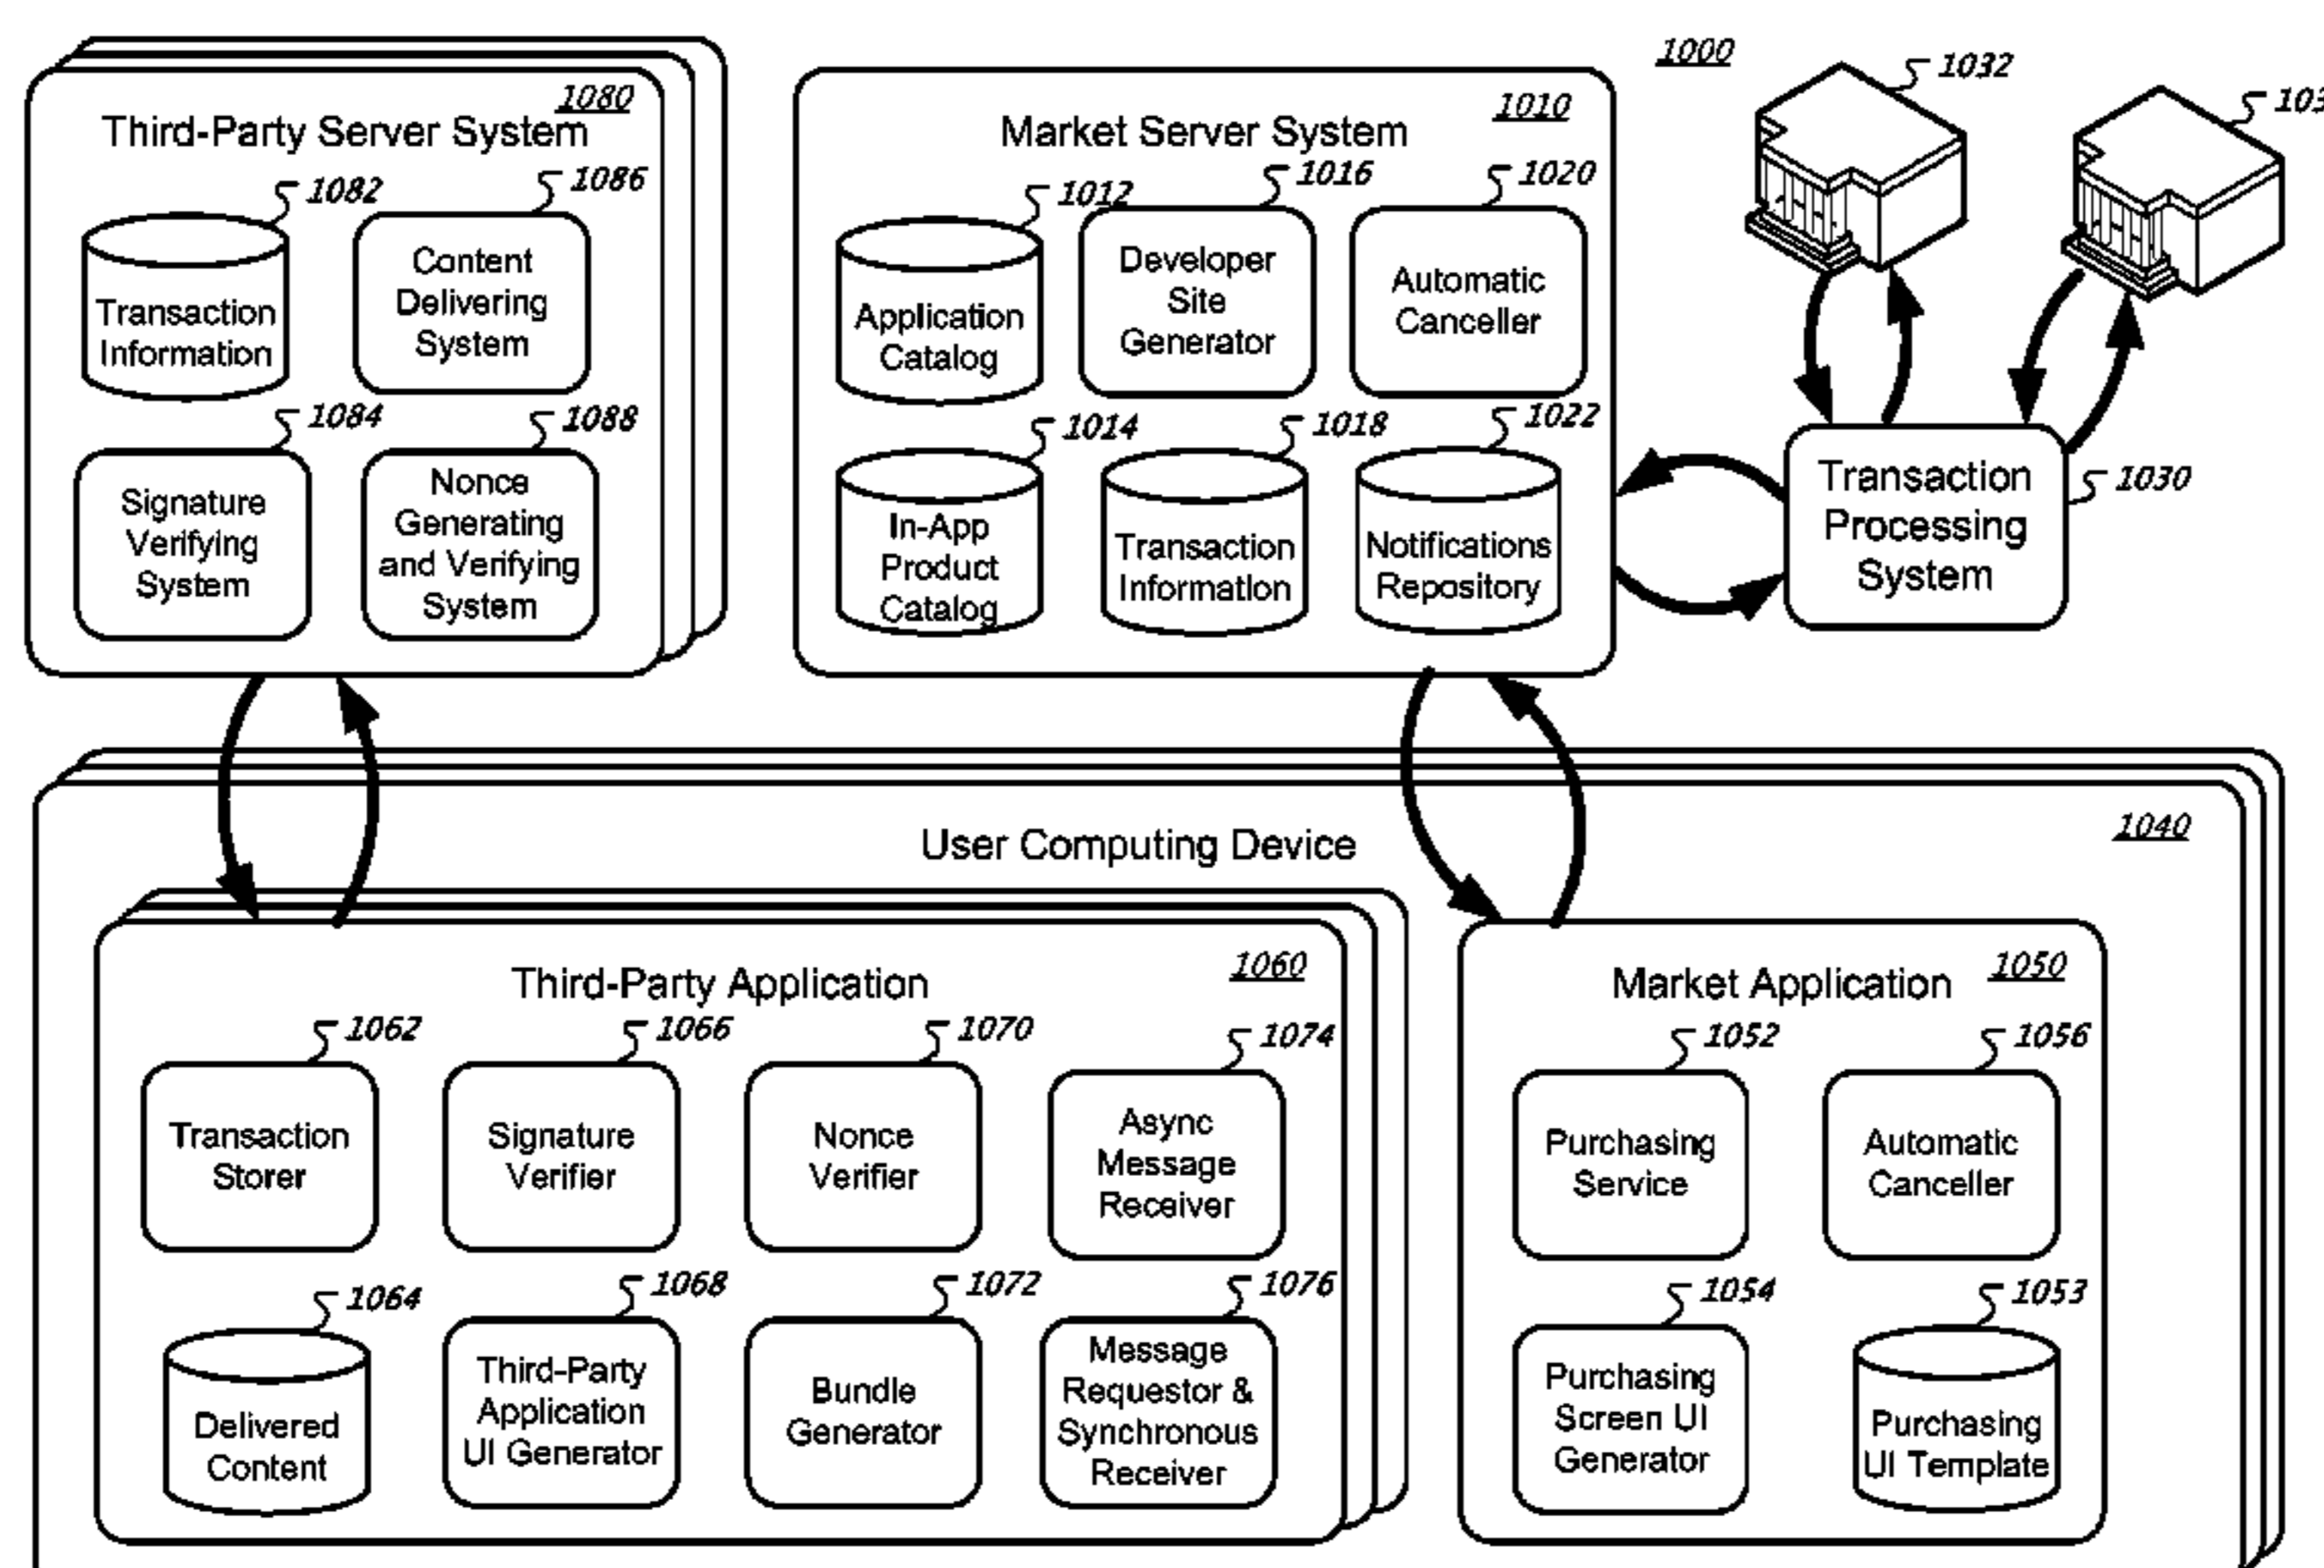 1000
1032
1080
Third-Party Server System
1082
Transaction
Information
1086
Content
Delivering
System
1084
Signature
Verifying
System
1088
Nonce
Generating
and Verifying
System
1010
Market Server System
1012
Application
Catalog
1016
Developer
Site
Generator
1020
Automatic
Canceller
1014
In-App
Product
Catalog
1018
Transaction
Information
1022
Notifications
Repository
Transaction
Processing
System
1030
User Computing Device
1040
Third-Party Application
1060
1062
Transaction
Storer
1066
Signature
Verifier
1070
Nonce
Verifier
1074
Async
Message
Receiver
1064
Delivered
Content
1068
Third-Party
Application
UI Generator
1072
Bundle
Generator
1076
Message
Requestor &
Synchronous
Receiver
Market Application
1050
1052
Purchasing
Service
1056
Automatic
Canceller
1054
Purchasing
Screen UI
Generator
1053
Purchasing
UI Template